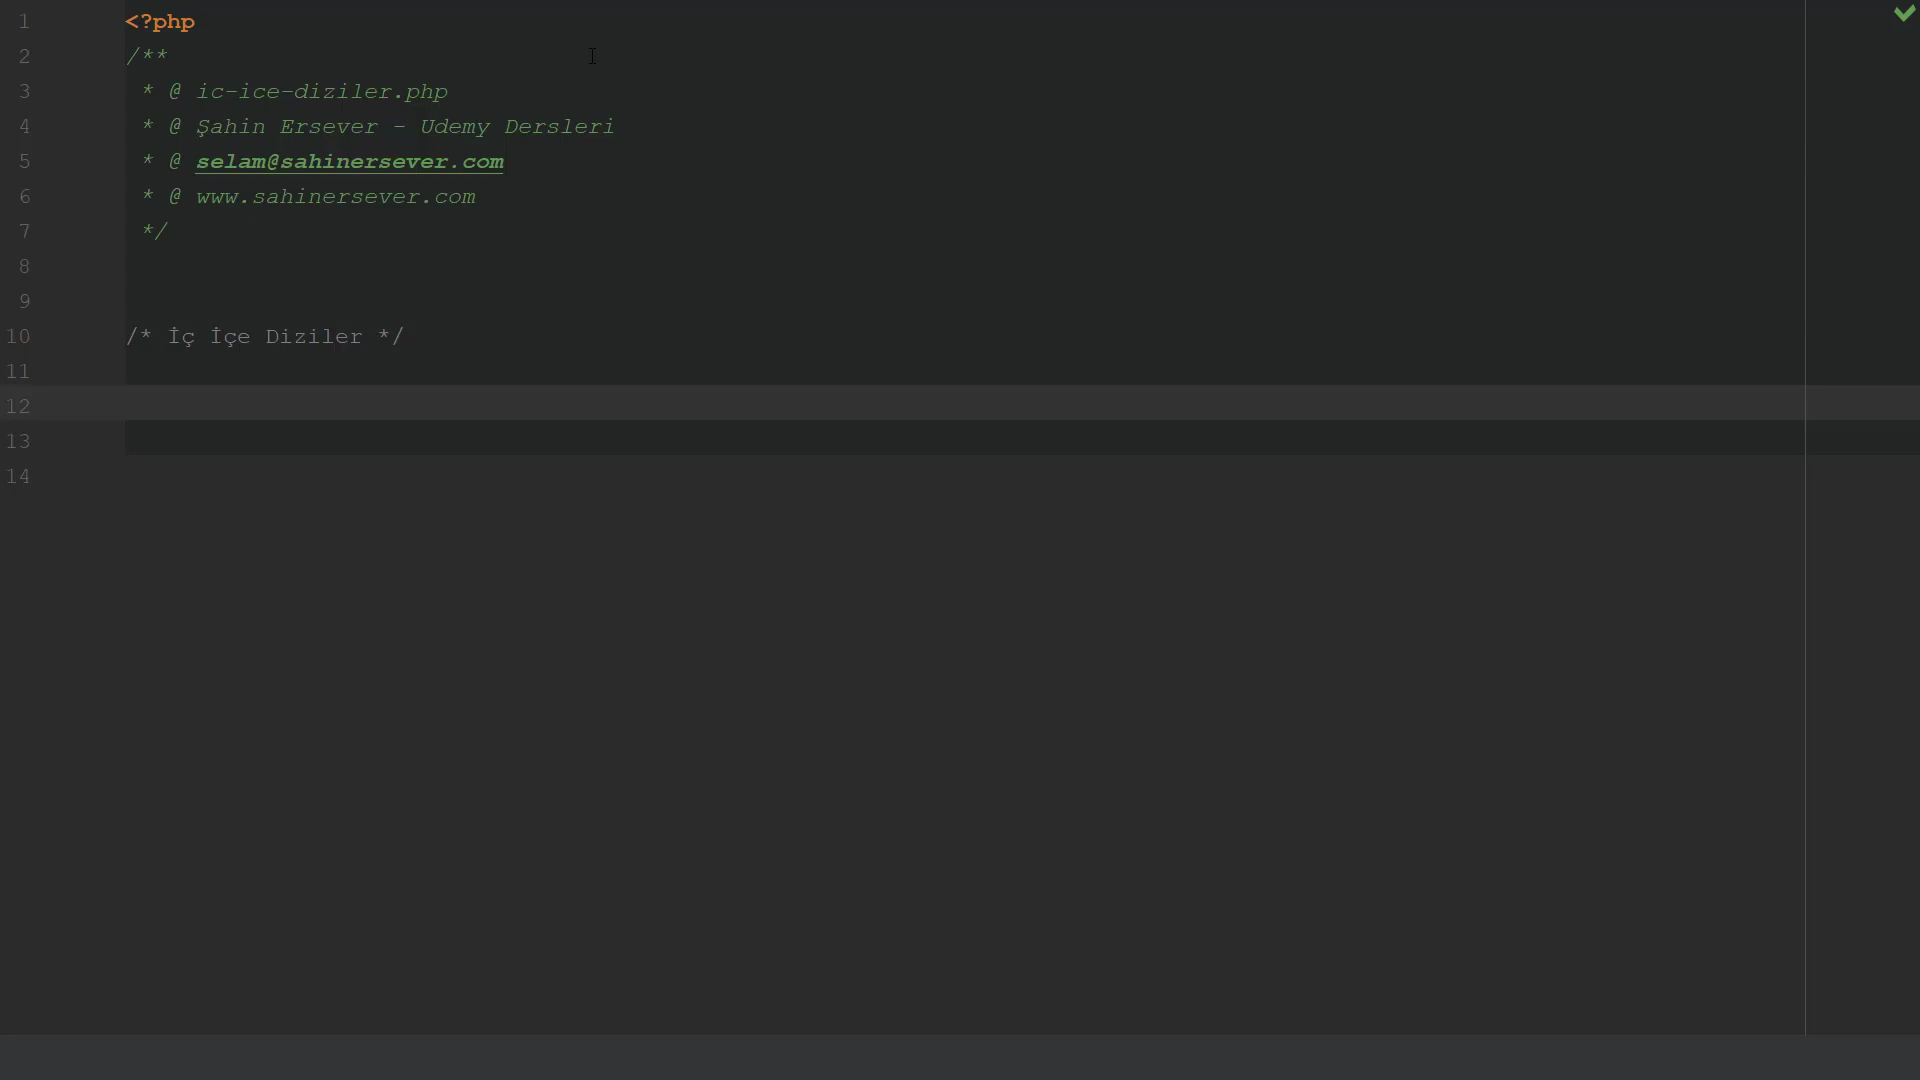 1 <?php
2 /**
3 * @ ic-ice-diziler.php
4 * @ Şahin Ersever - Udemy Dersleri
5 * @ selam@sahinersever.com
6 * @ www.sahinersever.com
7 */
8
9
10 /* İç İçe Diziler */
11
12
13
14